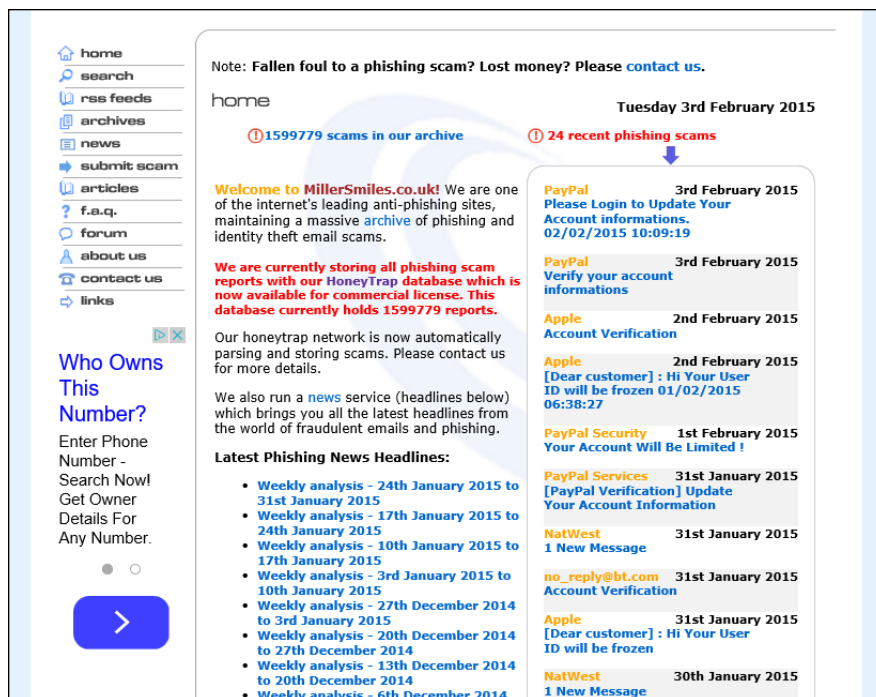 home
search
rss feeds
archives
news
submit scam
articles
f.a.q.
forum
about us
contact us
links
Who Owns
This
Number?
Enter Phone
Number -
Search Now!
Get Owner
Details For
Any Number.
Note: Fallen foul to a phishing scam? Lost money? Please contact us.
home
Tuesday 3rd February 2015
1599779 scams in our archive
24 recent phishing scams
Welcome to MillerSmiles.co.uk! We are one
of the internet's leading anti-phishing sites,
maintaining a massive archive of phishing and
identity theft email scams.
We are currently storing all phishing scam
reports with our HoneyTrap database which is
now available for commercial license. This
database currently holds 1599779 reports.
Our honeytrap network is now automatically
parsing and storing scams. Please contact us
for more details.
We also run a news service (headlines below)
which brings you all the latest headlines from
the world of fraudulent emails and phishing.
Latest Phishing News Headlines:
• Weekly analysis - 24th January 2015 to
31st January 2015
• Weekly analysis - 17th January 2015 to
24th January 2015
• Weekly analysis - 10th January 2015 to
17th January 2015
• Weekly analysis - 3rd January 2015 to
10th January 2015
• Weekly analysis - 27th December 2014
to 3rd January 2015
• Weekly analysis - 20th December 2014
to 27th December 2014
• Weekly analysis - 13th December 2014
to 20th December 2014
• Weekly analysis - 6th December 2014
PayPal 3rd February 2015
Please Login to Update Your
Account informations.
02/02/2015 10:09:19
PayPal 3rd February 2015
Verify your account
informations
Apple 2nd February 2015
Account Verification
Apple 2nd February 2015
[Dear customer] : Hi Your User
ID will be frozen 01/02/2015
06:38:27
PayPal Security 1st February 2015
Your Account Will Be Limited !
PayPal Services 31st January 2015
[PayPal Verification] Update
Your Account Information
NatWest 31st January 2015
1 New Message
no_reply@bt.com 31st January 2015
Account Verification
Apple 31st January 2015
[Dear customer] : Hi Your User
ID will be frozen
NatWest 30th January 2015
1 New Message